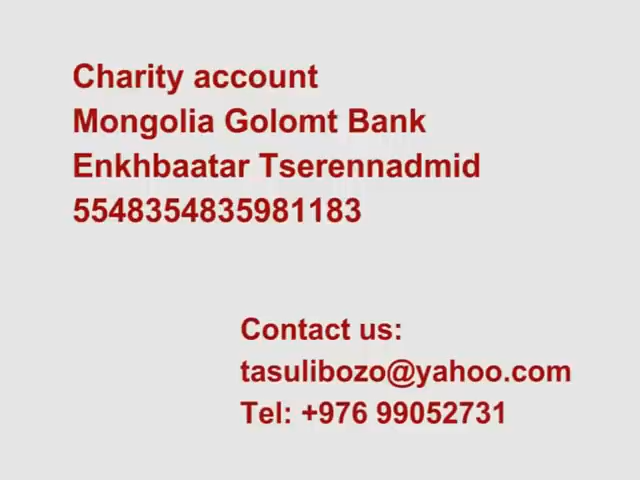 Charity account
Mongolia Golomt Bank
Enkhbaatar Tserennadmid
5548354835981183
Contact us:
tasulibozo@yahoo.com
Tel: +976 99052731